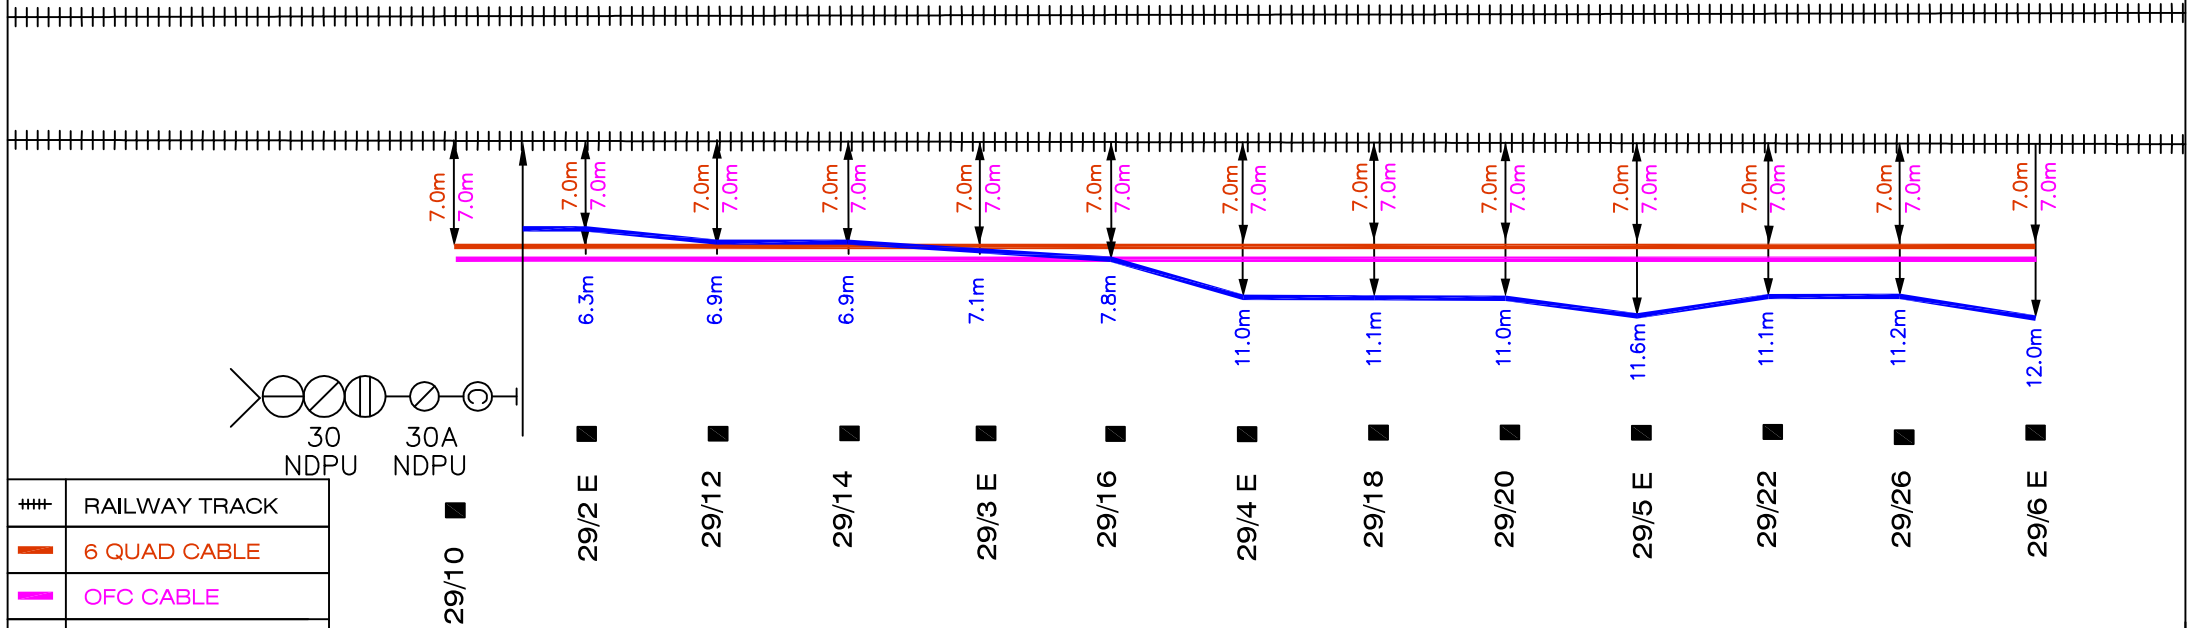 7.0m 7.0m 7.0m 7.0m 7.0m 7.0m 7.0m 7.0m 7.0m 7.0m 7.0m 7.0m 7.0m
7.0m 7.0m 7.0m 7.0m 7.0m 7.0m 7.0m 7.0m 7.0m 7.0m 7.0m 7.0m 7.0m
6.3m 6.9m 6.9m 7.1m 7.8m 11.0m 11.1m 11.0m 11.6m 11.1m 11.2m 12.0m
C
30 30A
NDPU NDPU
29/10 29/2 E 29/12 29/14 29/3 E 29/16 29/4 E 29/18 29/20 29/5 E 29/22 29/26 29/6 E
RAILWAY TRACK
6 QUAD CABLE
OFC CABLE